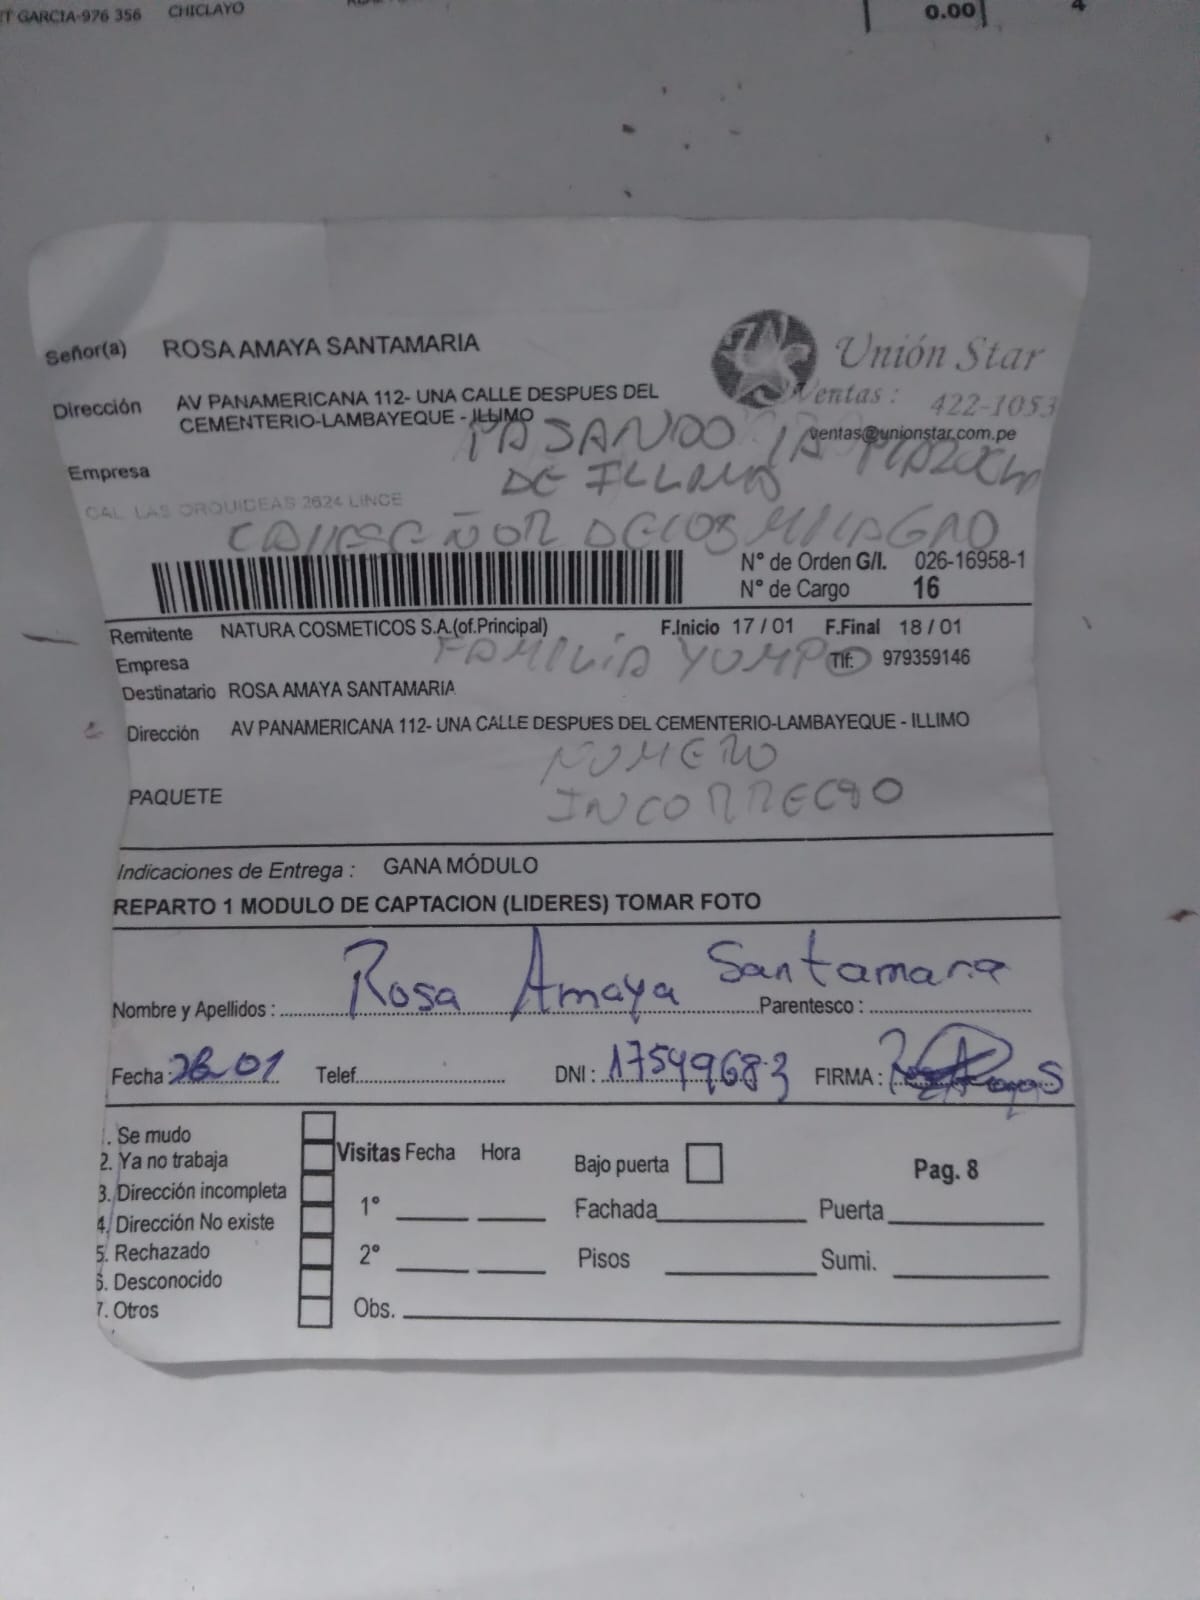 GARCIA-976 356 CHICLAYO
0.00
4
Señor(a) ROSA AMAYA SANTAMARIA
Unión Star
Ventas : 422-1053
ventas@unionstar.com.pe
Dirección AV PANAMERICANA 112- UNA CALLE DESPUES DEL
CEMENTERIO-LAMBAYEQUE - ILLIMO
PASANDO LA
DE ILLIMO
Empresa
CAL. LAS ORQUIDEAS 2624 LINCE
CALLE SEÑOR DE LOS MILAGRO
N° de Orden G/I. 026-16958-1
N° de Cargo 16
Remitente NATURA COSMETICOS S.A.(of.Principal) F.Inicio 17 / 01 F.Final 18 / 01
Empresa FAMILIA YUMPO Tlf: 979359146
Destinatario ROSA AMAYA SANTAMARIA
Dirección AV PANAMERICANA 112- UNA CALLE DESPUES DEL CEMENTERIO-LAMBAYEQUE - ILLIMO
NUMERO
PAQUETE INCORRECTO
Indicaciones de Entrega : GANA MÓDULO
REPARTO 1 MODULO DE CAPTACION (LIDERES) TOMAR FOTO
Nombre y Apellidos : Rosa Amaya Santamara Parentesco :
Fecha: 26-01 Telef. DNI : 17549683 FIRMA :
1. Se mudo
2. Ya no trabaja
3. Dirección incompleta
4. Dirección No existe
5. Rechazado
6. Desconocido
7. Otros
Visitas Fecha Hora
1°
2°
Obs.
Bajo puerta Pag. 8
Fachada Puerta
Pisos Sumi.